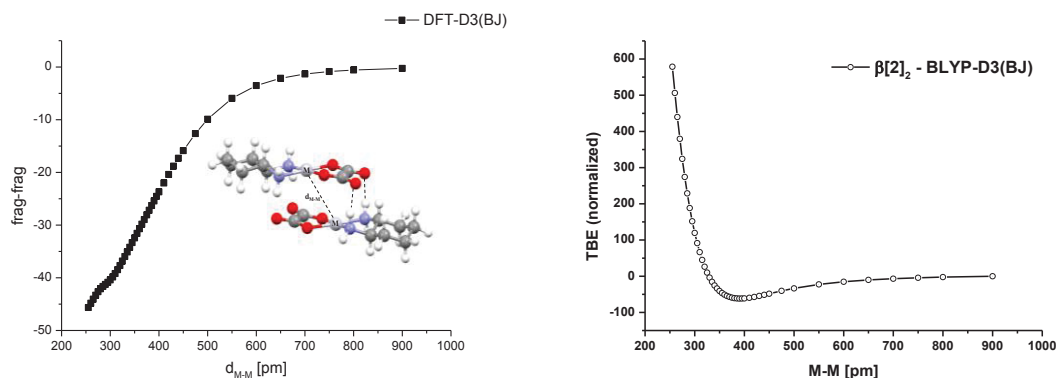 DFT-D3(BJ)
0
-10
-20
-30
-40
-50
frag-frag
200 300 400 500 600 700 800 900 1000
d_M-M [pm]
M
d_M-M
M
β[2]₂ - BLYP-D3(BJ)
600
500
400
300
200
100
0
-100
TBE (normalized)
200 300 400 500 600 700 800 900 1000
M-M [pm]